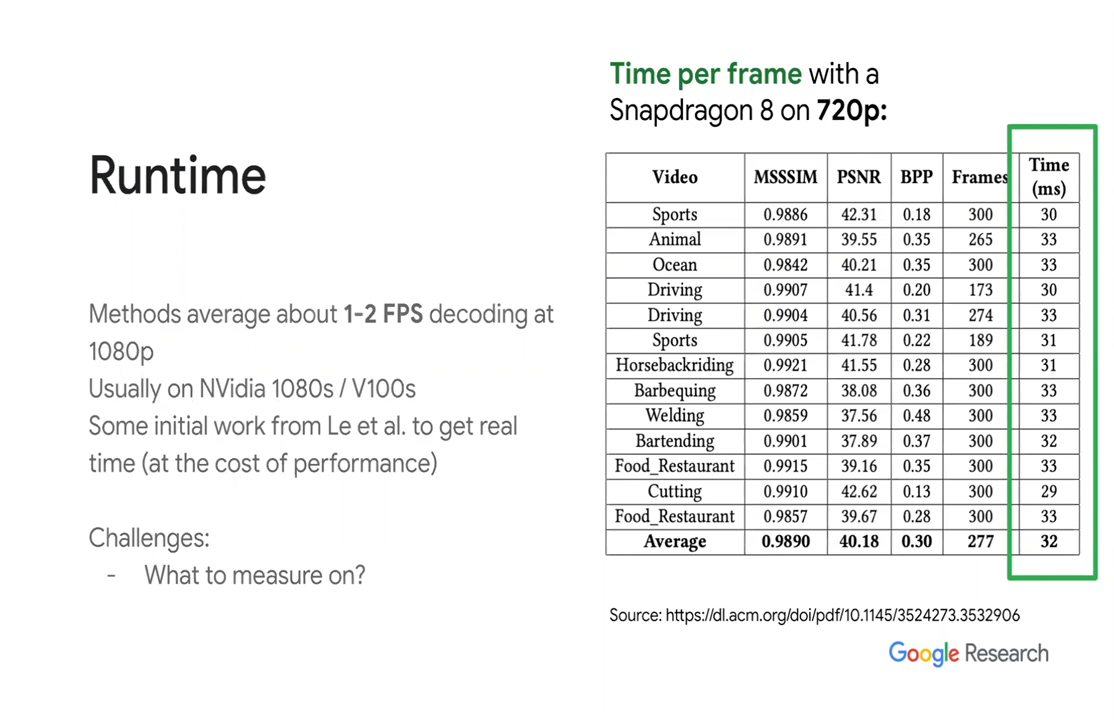 Time per frame with a
Snapdragon 8 on 720p:
Runtime
Methods average about 1-2 FPS decoding at
1080p
Usually on NVidia 1080s / V100s
Some initial work from Le et al. to get real
time (at the cost of performance)
Challenges:
- What to measure on?
Video MSSSIM PSNR BPP Frames Time (ms)
Sports 0.9886 42.31 0.18 300 30
Animal 0.9891 39.55 0.35 265 33
Ocean 0.9842 40.21 0.35 300 33
Driving 0.9907 41.4 0.20 173 30
Driving 0.9904 40.56 0.31 274 33
Sports 0.9905 41.78 0.22 189 31
Horsebackriding 0.9921 41.55 0.28 300 31
Barbequing 0.9872 38.08 0.36 300 33
Welding 0.9859 37.56 0.48 300 33
Bartending 0.9901 37.89 0.37 300 32
Food_Restaurant 0.9915 39.16 0.35 300 33
Cutting 0.9910 42.62 0.13 300 29
Food_Restaurant 0.9857 39.67 0.28 300 33
Average 0.9890 40.18 0.30 277 32
Source: https://dl.acm.org/doi/pdf/10.1145/3524273.3532906
Google Research